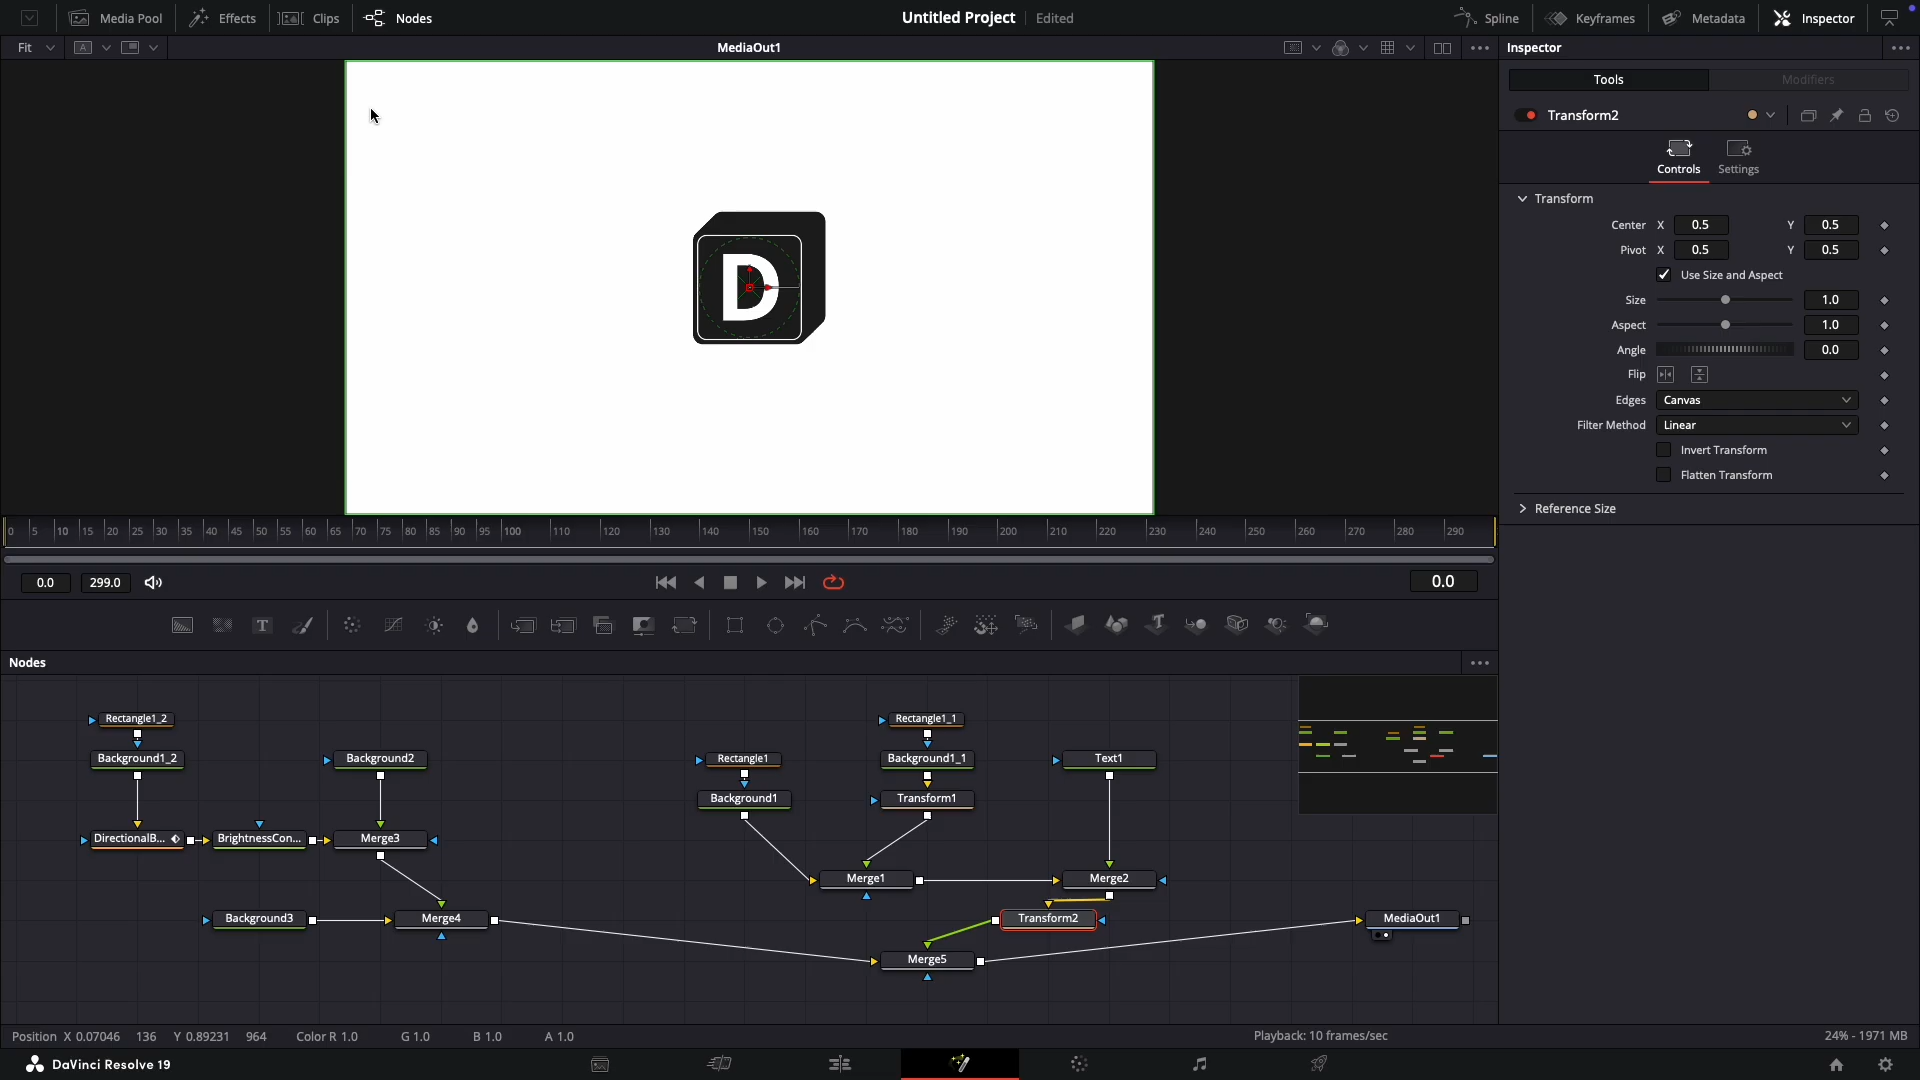 Media Pool
Effects
Clips
Nodes
Untitled Project
Edited
Spline
Keyframes
Metadata
Inspector
Fit
A
MediaOut1
Inspector
Tools
Modifiers
Transform2
Controls
Settings
Transform
Center X 0.5 Y 0.5
Pivot X 0.5 Y 0.5
Use Size and Aspect
Size 1.0
Aspect 1.0
Angle 0.0
Flip
Edges Canvas
Filter Method Linear
Invert Transform
Flatten Transform
Reference Size
D
0 5 10 15 20 25 30 35 40 45 50 55 60 65 70 75 80 85 90 95 100 110 120 130 140 150 160 170 180 190 200 210 220 230 240 250 260 270 280 290
0.0 299.0 0.0
T
Nodes
Rectangle1_2
Rectangle1_1
Background1_2
Background2
Rectangle1
Background1_1
Text1
Background1
Transform1
DirectionalB...
BrightnessCon...
Merge3
Merge1
Merge2
Background3
Merge4
Transform2
MediaOut1
Merge5
Position X 0.07046 136 Y 0.89231 964 Color R 1.0 G 1.0 B 1.0 A 1.0
Playback: 10 frames/sec
24% - 1971 MB
DaVinci Resolve 19